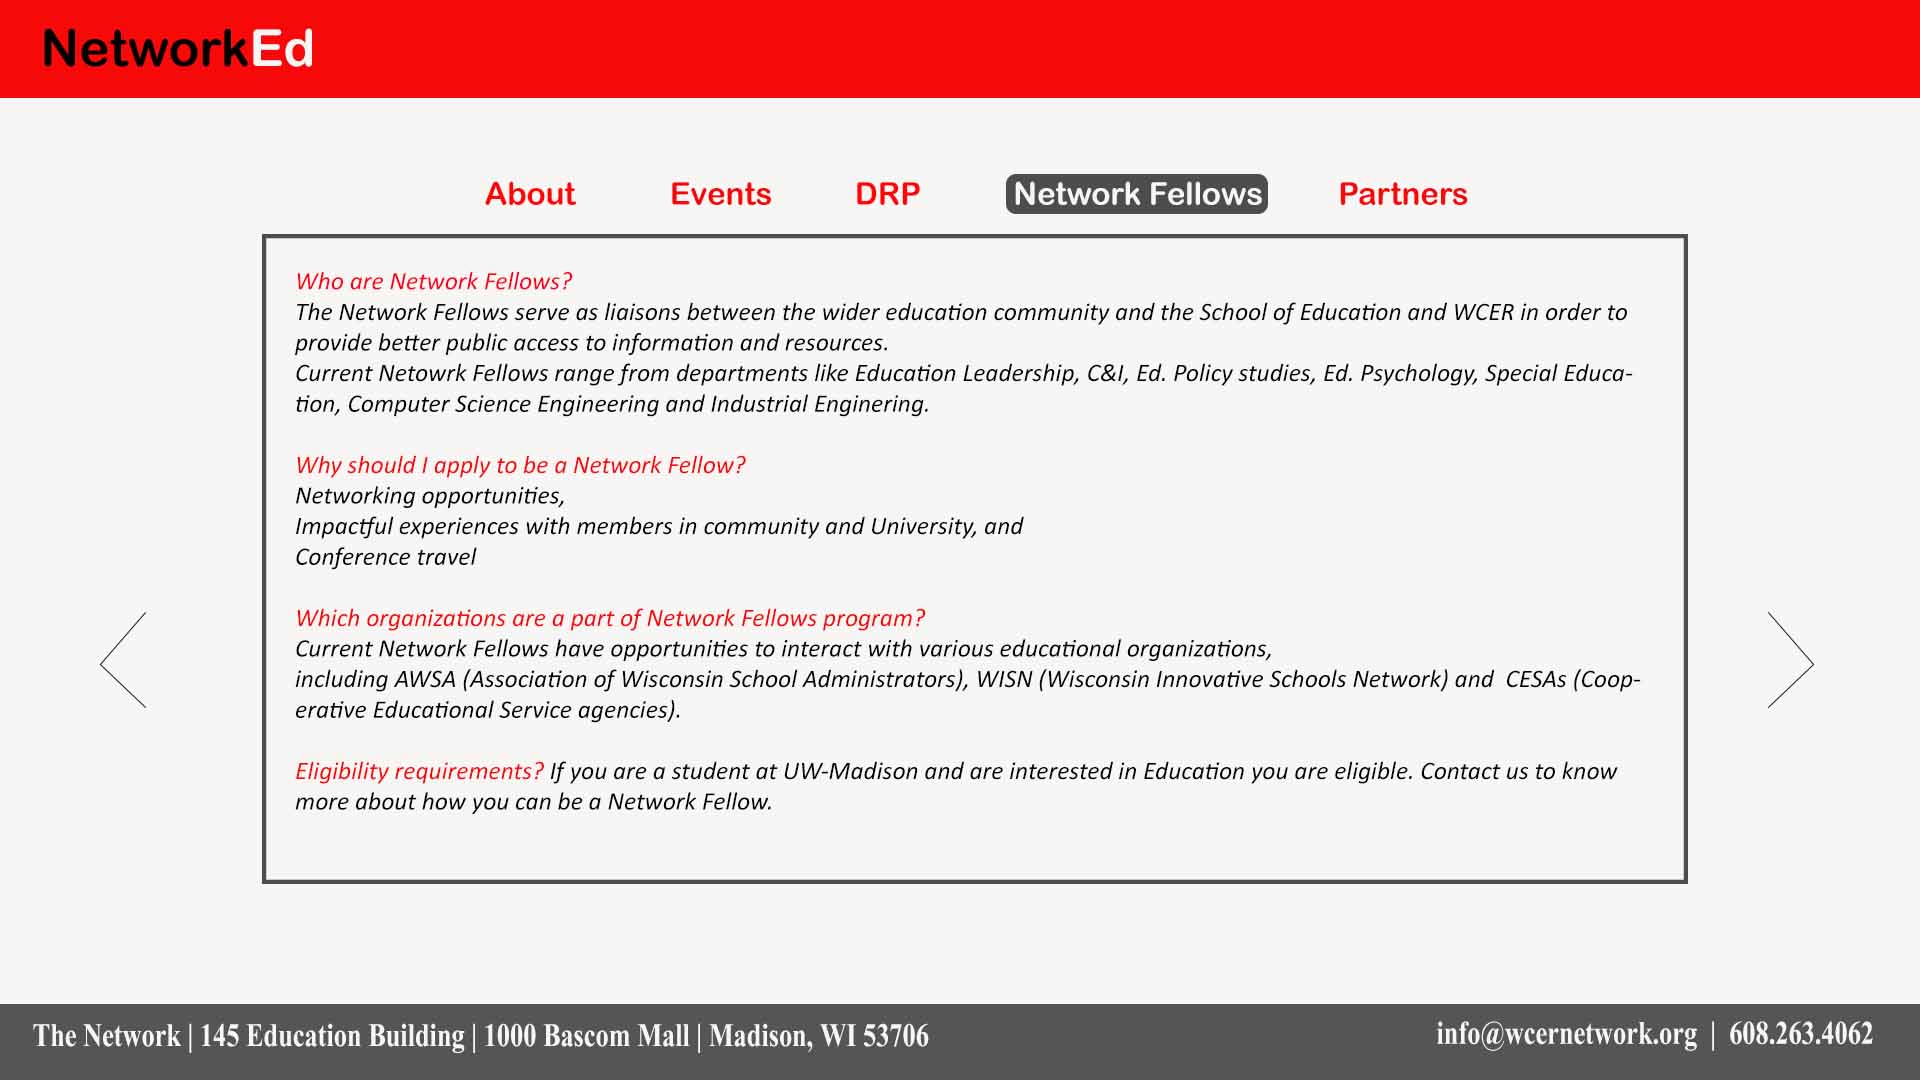 NetworkEd
About Events DRP Network Fellows Partners
Who are Network Fellows?
The Network Fellows serve as liaisons between the wider education community and the School of Education and WCER in order to
provide better public access to information and resources.
Current Netowrk Fellows range from departments like Education Leadership, C&I, Ed. Policy studies, Ed. Psychology, Special Educa-
tion, Computer Science Engineering and Industrial Enginering.
Why should I apply to be a Network Fellow?
Networking opportunities,
Impactful experiences with members in community and University, and
Conference travel
Which organizations are a part of Network Fellows program?
Current Network Fellows have opportunities to interact with various educational organizations,
including AWSA (Association of Wisconsin School Administrators), WISN (Wisconsin Innovative Schools Network) and  CESAs (Coop-
erative Educational Service agencies).
Eligibility requirements? If you are a student at UW-Madison and are interested in Education you are eligible. Contact us to know
more about how you can be a Network Fellow.
The Network | 145 Education Building | 1000 Bascom Mall | Madison, WI 53706
info@wcernetwork.org | 608.263.4062